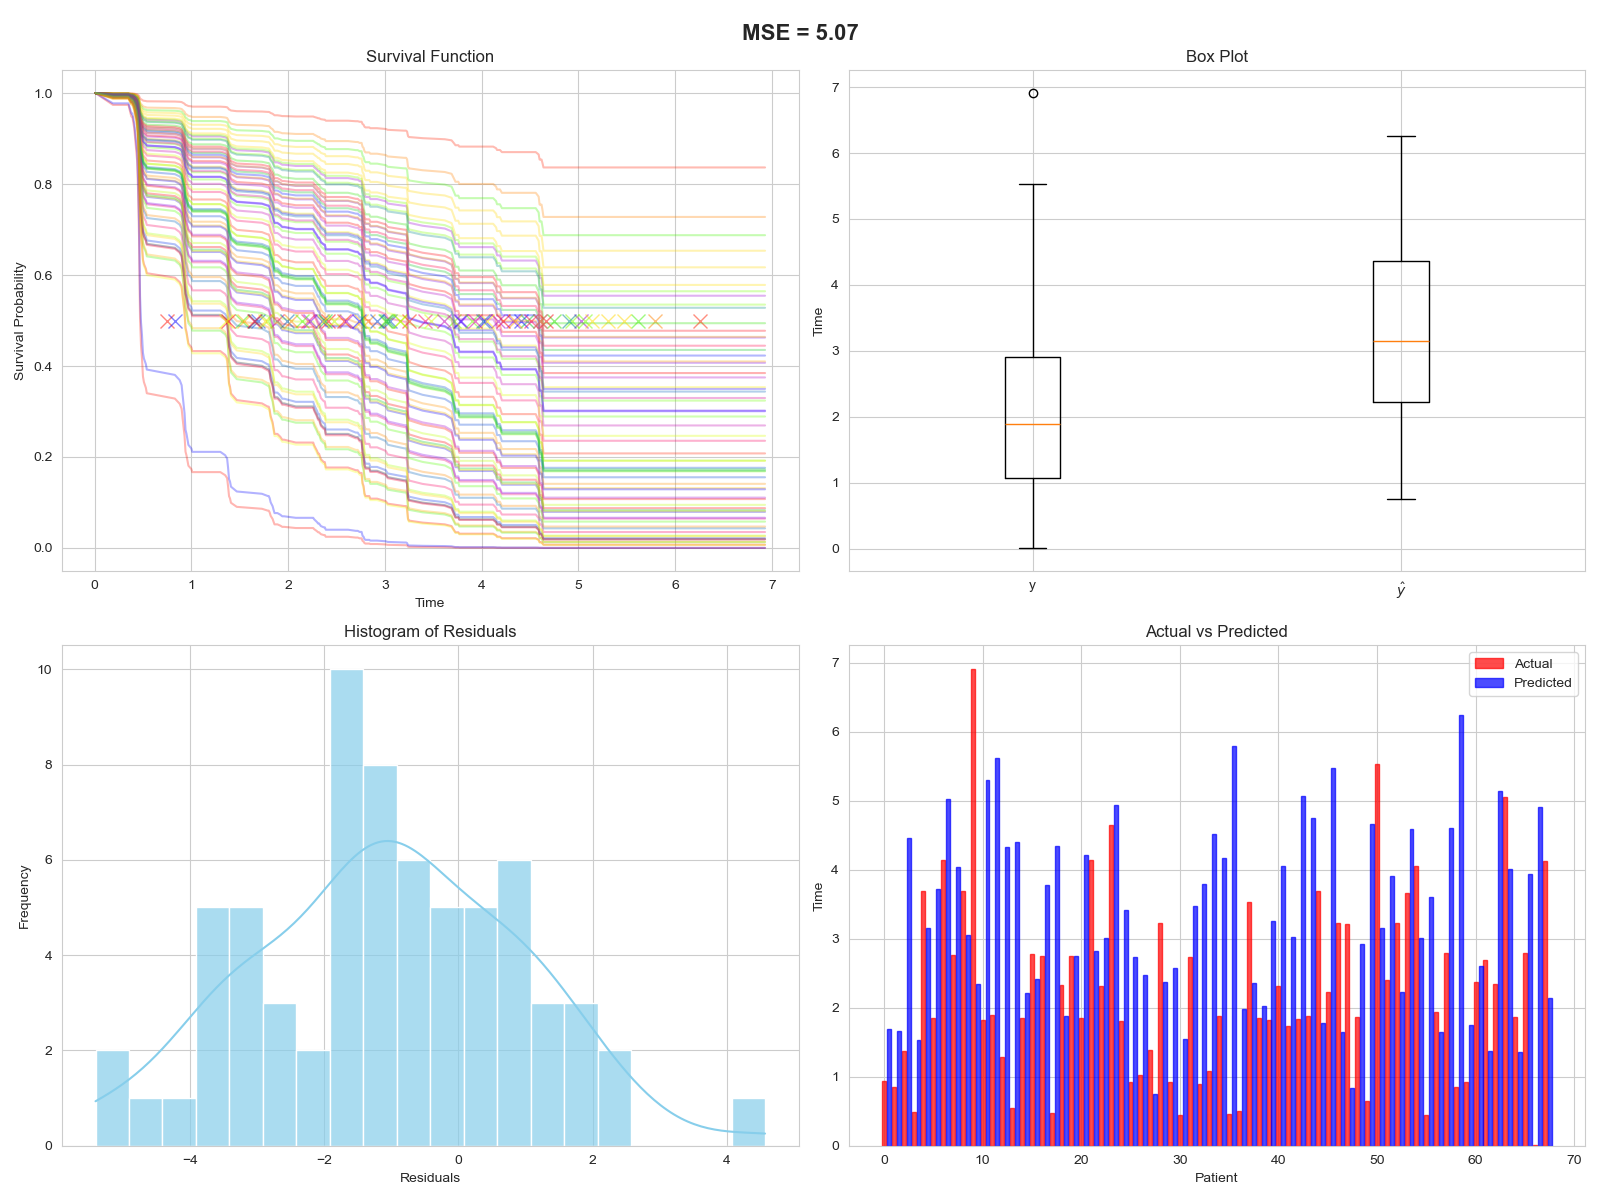 MSE = 5.07
Survival Function
Survival Probability
1.0
0.8
0.6
0.4
0.2
0.0
0 1 2 3 4 5 6 7
Time
Box Plot
Time
7
6
5
4
3
2
1
0
y ŷ
Histogram of Residuals
Frequency
10
8
6
4
2
0
−4 −2 0 2 4
Residuals
Actual vs Predicted
Actual
Predicted
Time
7
6
5
4
3
2
1
0
0 10 20 30 40 50 60 70
Patient